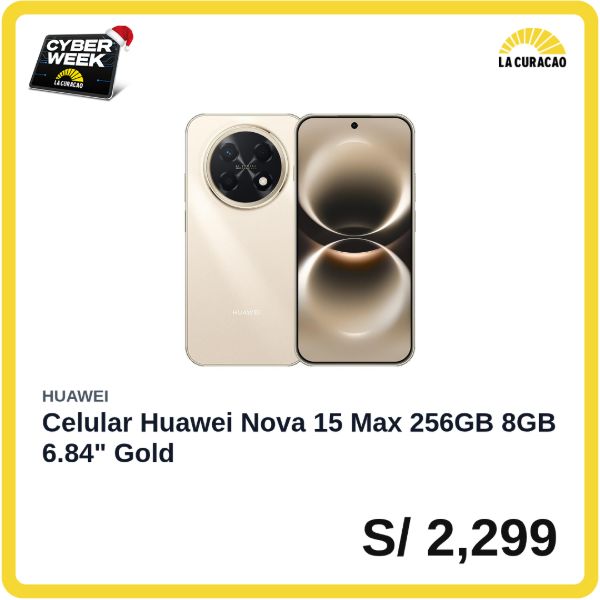 CYBER
WEEK
LA CURACAO
LA CURACAO
HUAWEI
HUAWEI
Celular Huawei Nova 15 Max 256GB 8GB
6.84" Gold
S/ 2,299